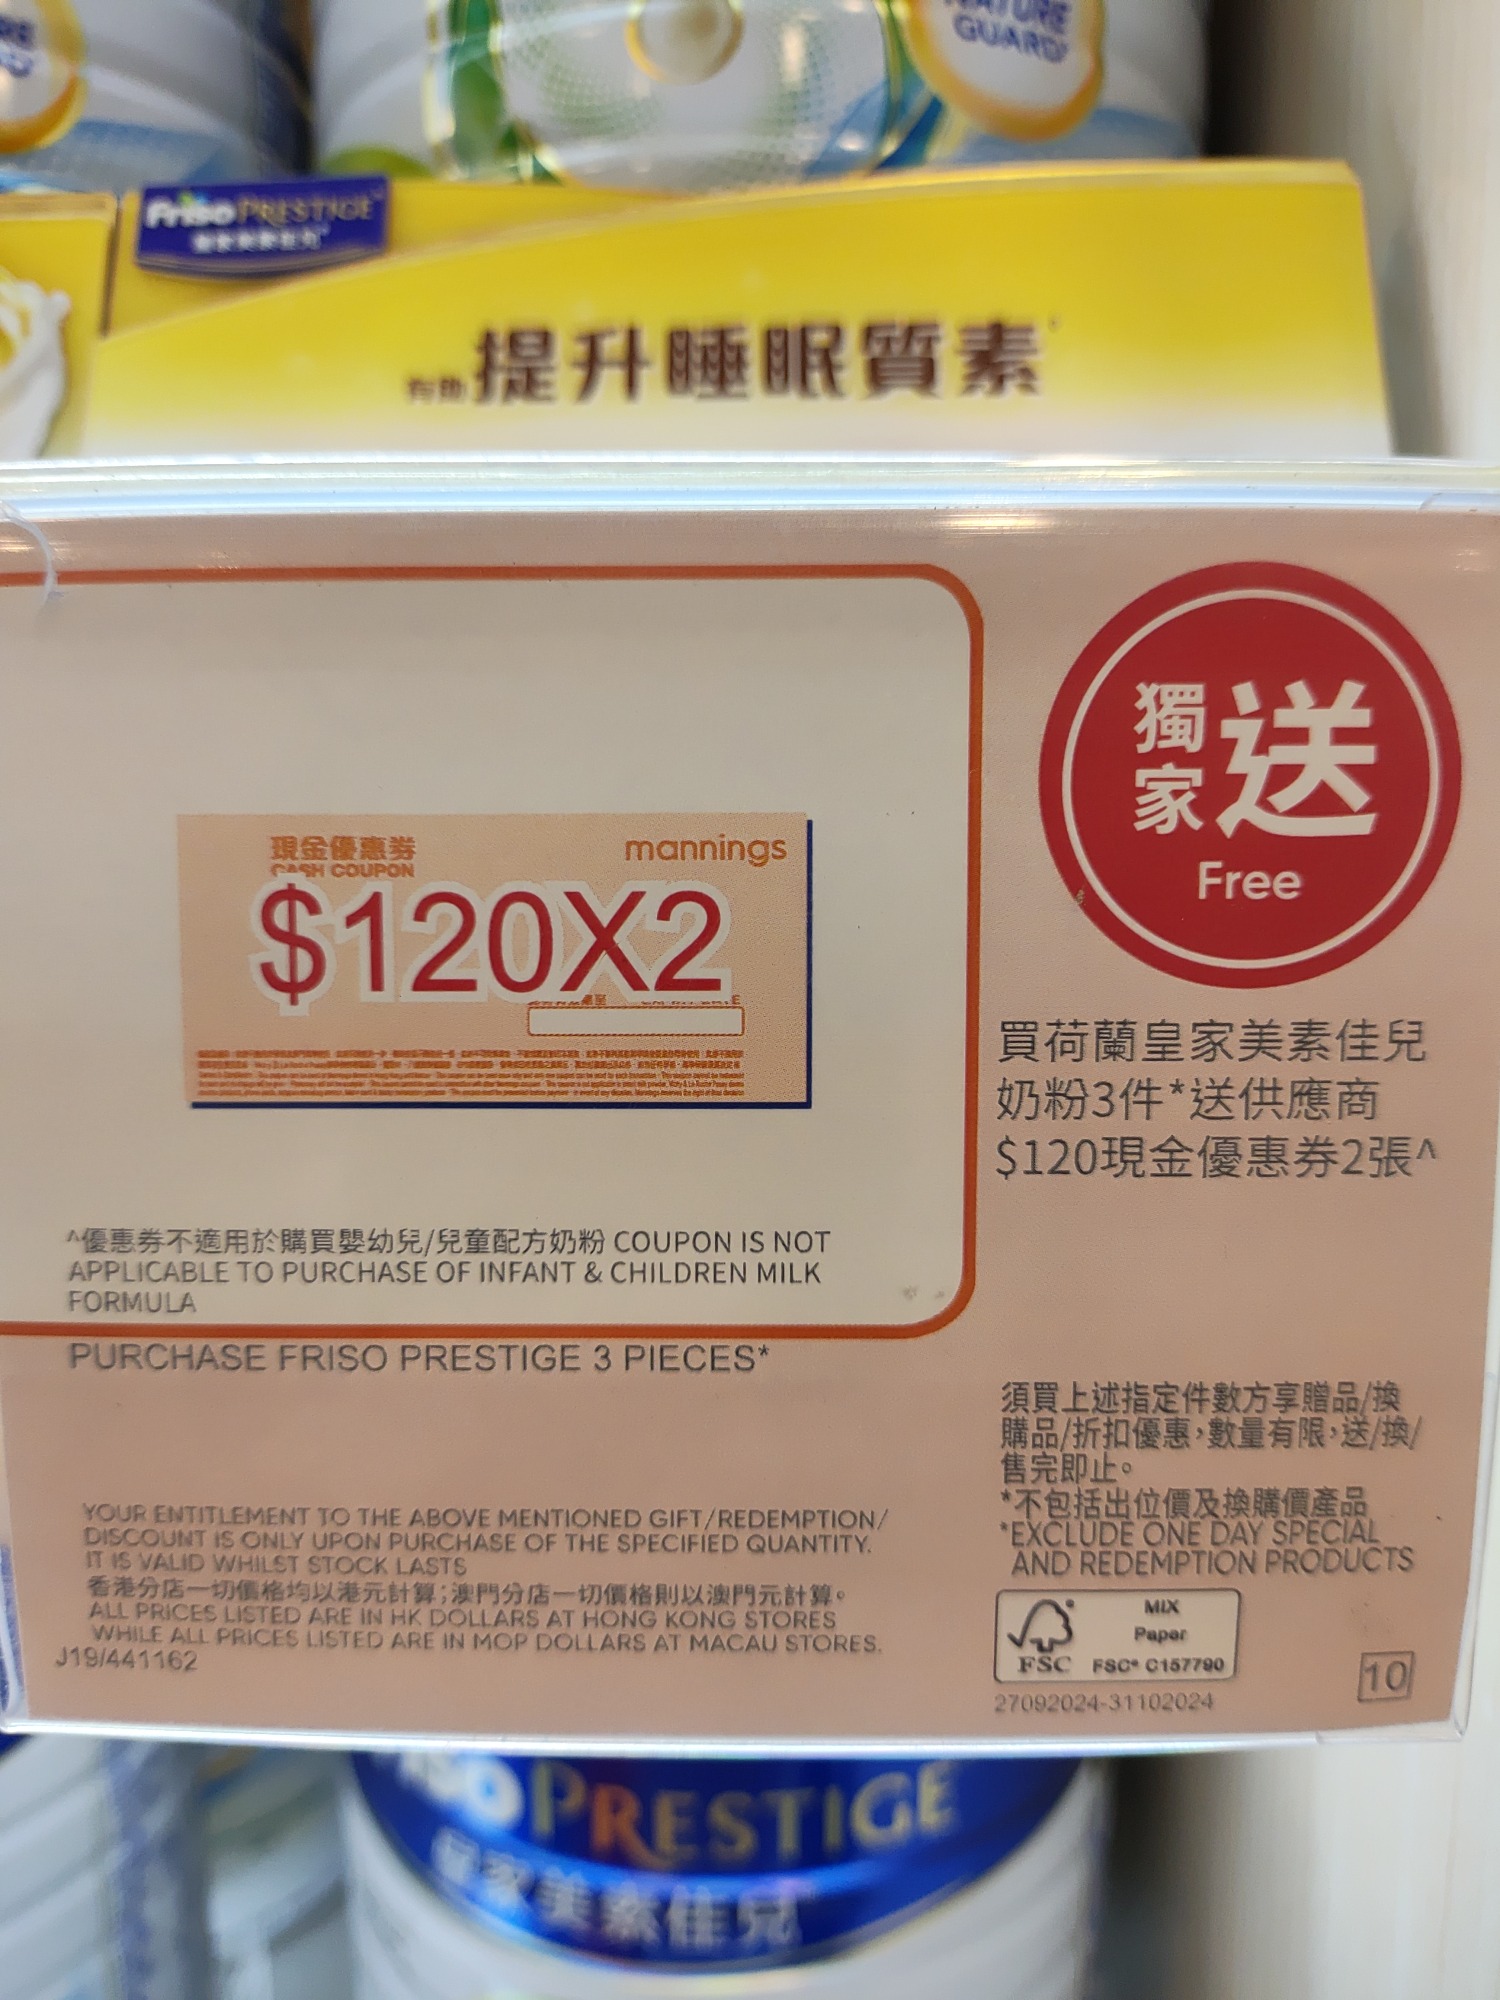 NATURE
GUARD
Friso PRESTIGE
有助提升睡眠質素
現金優惠券
mannings
CASH COUPON
$120X2
^優惠券不適用於購買嬰幼兒/兒童配方奶粉 COUPON IS NOT
APPLICABLE TO PURCHASE OF INFANT & CHILDREN MILK
FORMULA
PURCHASE FRISO PRESTIGE 3 PIECES*
獨家送
Free
買荷蘭皇家美素佳兒
奶粉3件*送供應商
$120現金優惠券2張^
須買上述指定件數方享贈品/換
購品/折扣優惠,數量有限,送/換/
售完即止。
*不包括出位價及換購價產品
*EXCLUDE ONE DAY SPECIAL
AND REDEMPTION PRODUCTS
YOUR ENTITLEMENT TO THE ABOVE MENTIONED GIFT/REDEMPTION/
DISCOUNT IS ONLY UPON PURCHASE OF THE SPECIFIED QUANTITY.
IT IS VALID WHILST STOCK LASTS
香港分店一切價格均以港元計算;澳門分店一切價格則以澳門元計算。
ALL PRICES LISTED ARE IN HK DOLLARS AT HONG KONG STORES
WHILE ALL PRICES LISTED ARE IN MOP DOLLARS AT MACAU STORES.
J19/441162
MIX
Paper
FSC FSC® C157790
27092024-31102024
10
PRESTIGE
皇家美素佳兒